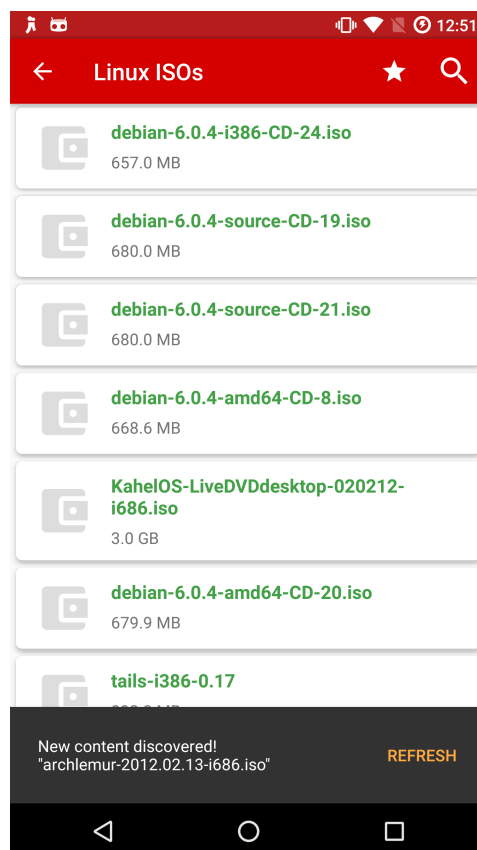 12:51
Linux ISOs
debian-6.0.4-i386-CD-24.iso
657.0 MB
debian-6.0.4-source-CD-19.iso
680.0 MB
debian-6.0.4-source-CD-21.iso
680.0 MB
debian-6.0.4-amd64-CD-8.iso
668.6 MB
KahelOS-LiveDVDdesktop-020212-
i686.iso
3.0 GB
debian-6.0.4-amd64-CD-20.iso
679.9 MB
tails-i386-0.17
New content discovered!
"archlemur-2012.02.13-i686.iso"
REFRESH